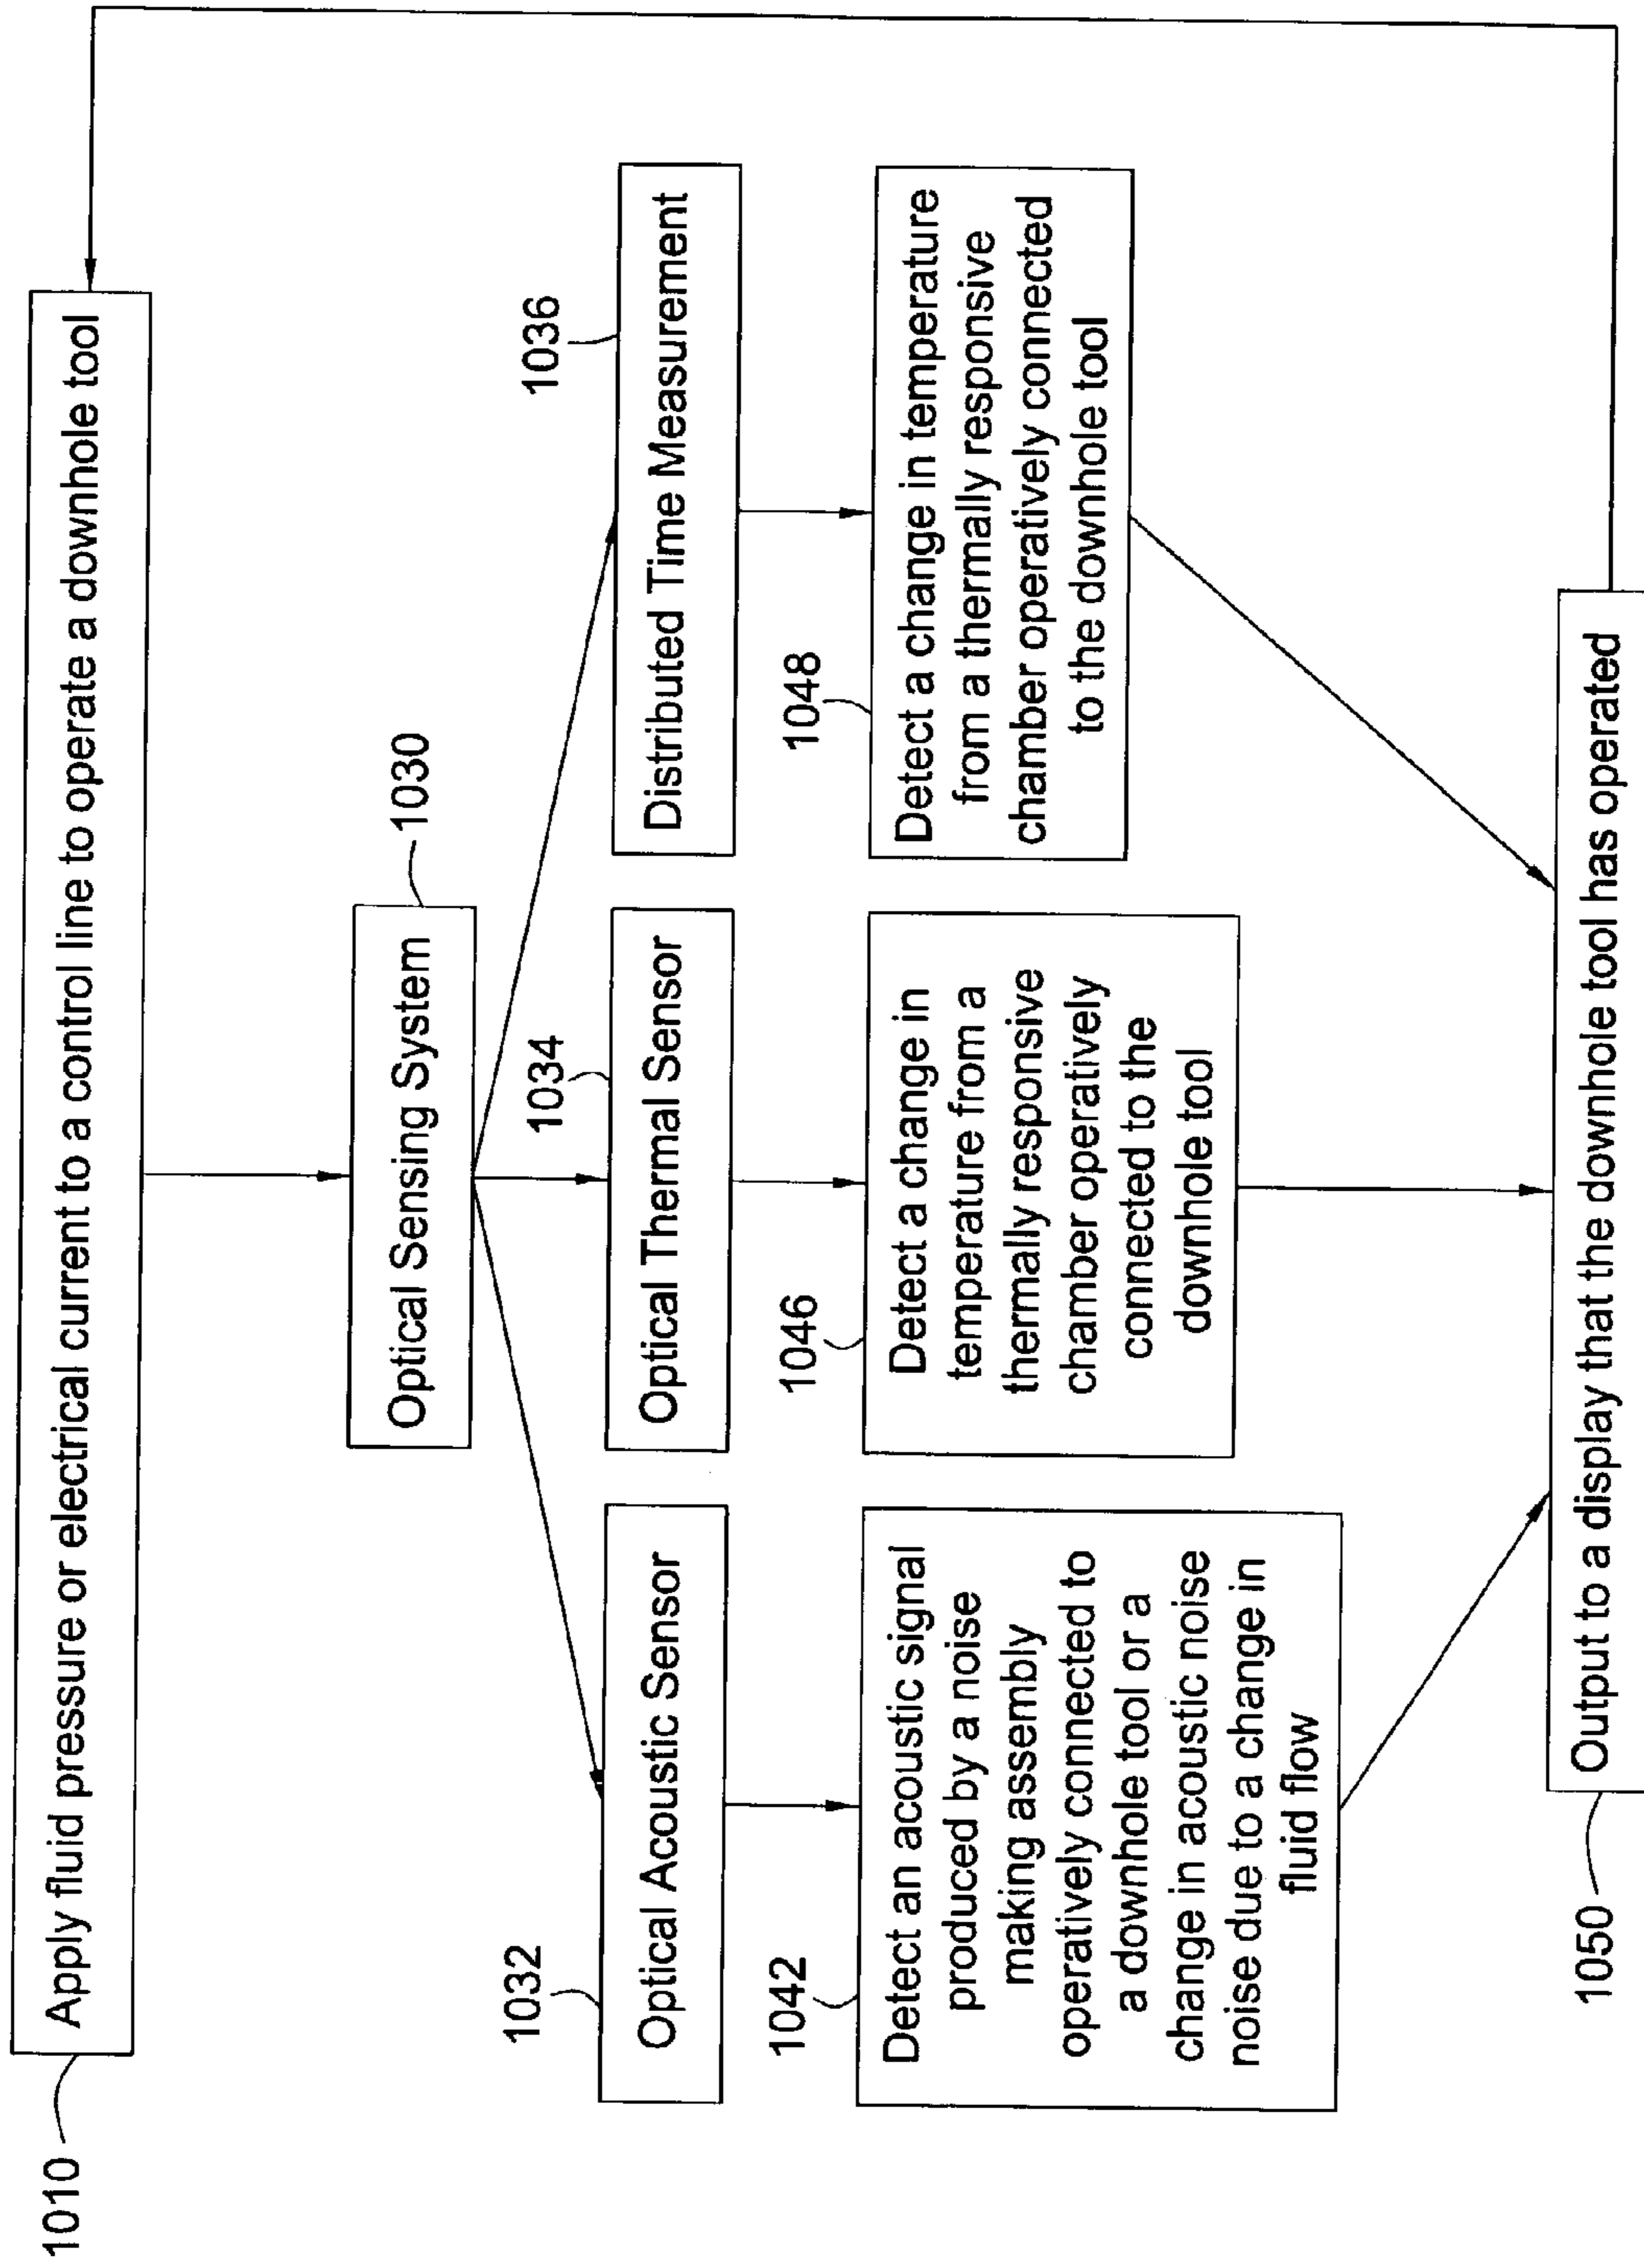 1010
Apply fluid pressure or electrical current to a control line to operate a downhole tool
Optical Sensing System
1030
1032
Optical Acoustic Sensor
1034
Optical Thermal Sensor
1036
Distributed Time Measurement
1042
Detect an acoustic signal
produced by a noise
making assembly
operatively connected to
a downhole tool or a
change in acoustic noise
noise due to a change in
fluid flow
1046
Detect a change in
temperature from a
thermally responsive
chamber operatively
connected to the
downhole tool
1048
Detect a change in temperature
from a thermally responsive
chamber operatively connected
to the downhole tool
1050
Output to a display that the downhole tool has operated